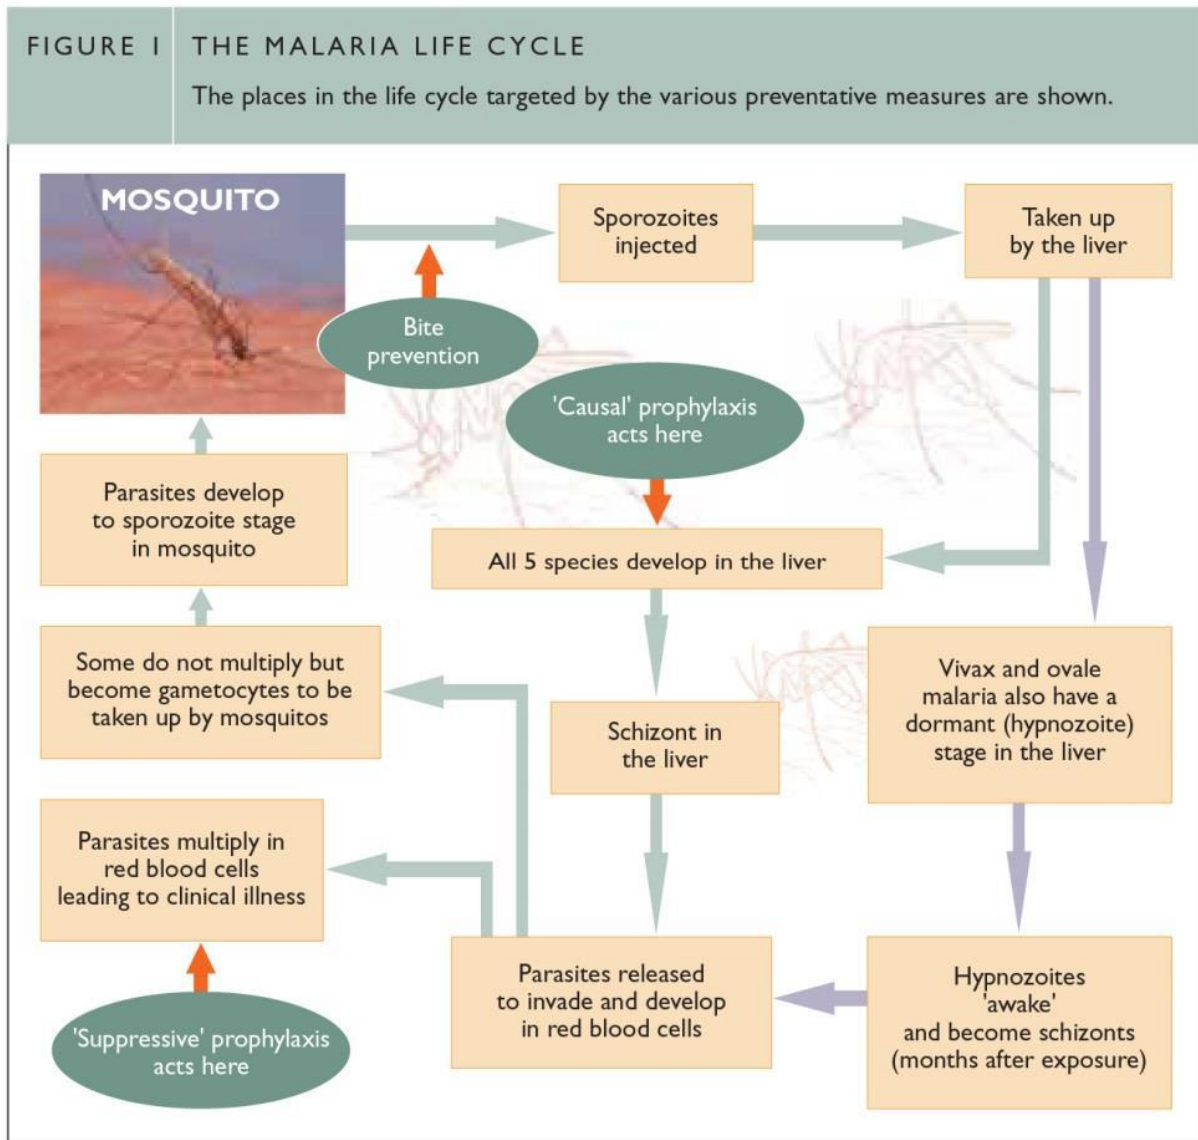 FIGURE 1
THE MALARIA LIFE CYCLE
The places in the life cycle targeted by the various preventative measures are shown.
MOSQUITO
Sporozoites
injected
Taken up
by the liver
Bite
prevention
'Causal' prophylaxis
acts here
Parasites develop
to sporozoite stage
in mosquito
All 5 species develop in the liver
Some do not multiply but
become gametocytes to be
taken up by mosquitos
Schizont in
the liver
Vivax and ovale
malaria also have a
dormant (hypnozoite)
stage in the liver
Parasites multiply in
red blood cells
leading to clinical illness
Parasites released
to invade and develop
in red blood cells
Hypnozoites
'awake'
and become schizonts
(months after exposure)
'Suppressive' prophylaxis
acts here